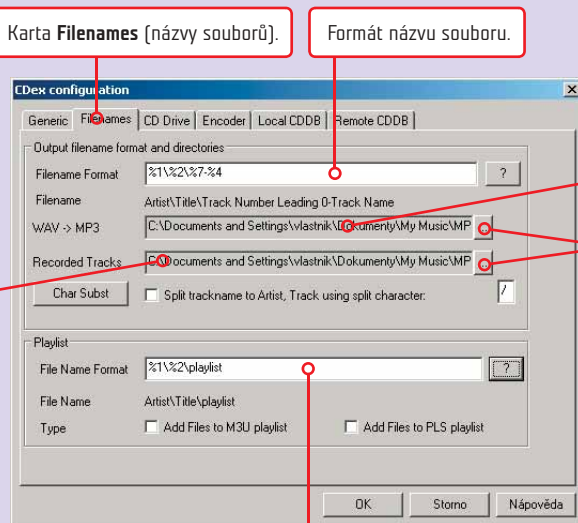 Karta Filenames (názvy souborů).
Formát názvu souboru.
CDex configuration
Generic Filenames CD Drive Encoder Local CDDB Remote CDDB
Output filename format and directories
Filename Format %1\%2\%7-%4 ?
Filename Artist\Title\Track Number Leading 0-Track Name
WAV -> MP3 C:\Documents and Settings\vlastnik\Dokumenty\My Music\MP ...
Recorded Tracks C:\Documents and Settings\vlastnik\Dokumenty\My Music\MP ...
Char Subst Split trackname to Artist, Track using split character: /
Playlist
File Name Format %1\%2\playlist ?
File Name Artist\Title\playlist
Type Add Files to M3U playlist Add Files to PLS playlist
OK Storno Nápověda